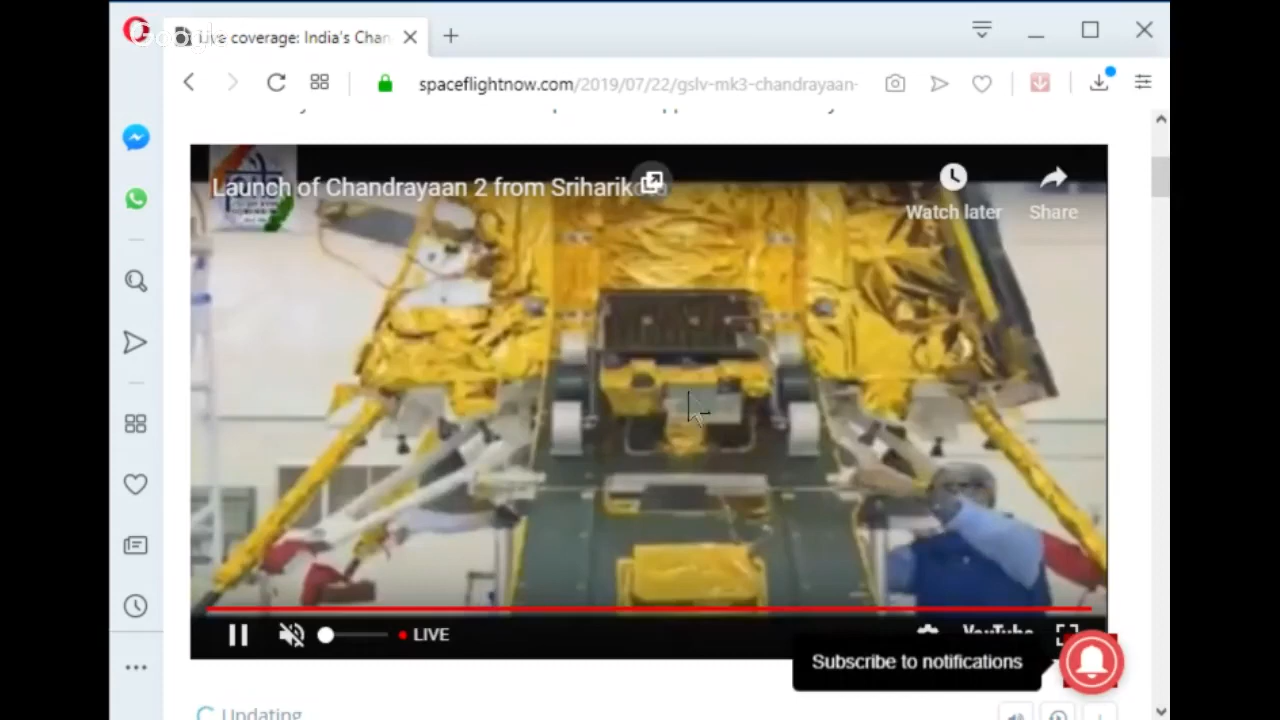 Google
Live coverage: India's Chan
spaceflightnow.com/2019/07/22/gslv-mk3-chandrayaan-
Launch of Chandrayaan 2 from Sriharik
Watch later
Share
LIVE
YouTube
Subscribe to notifications
Updating